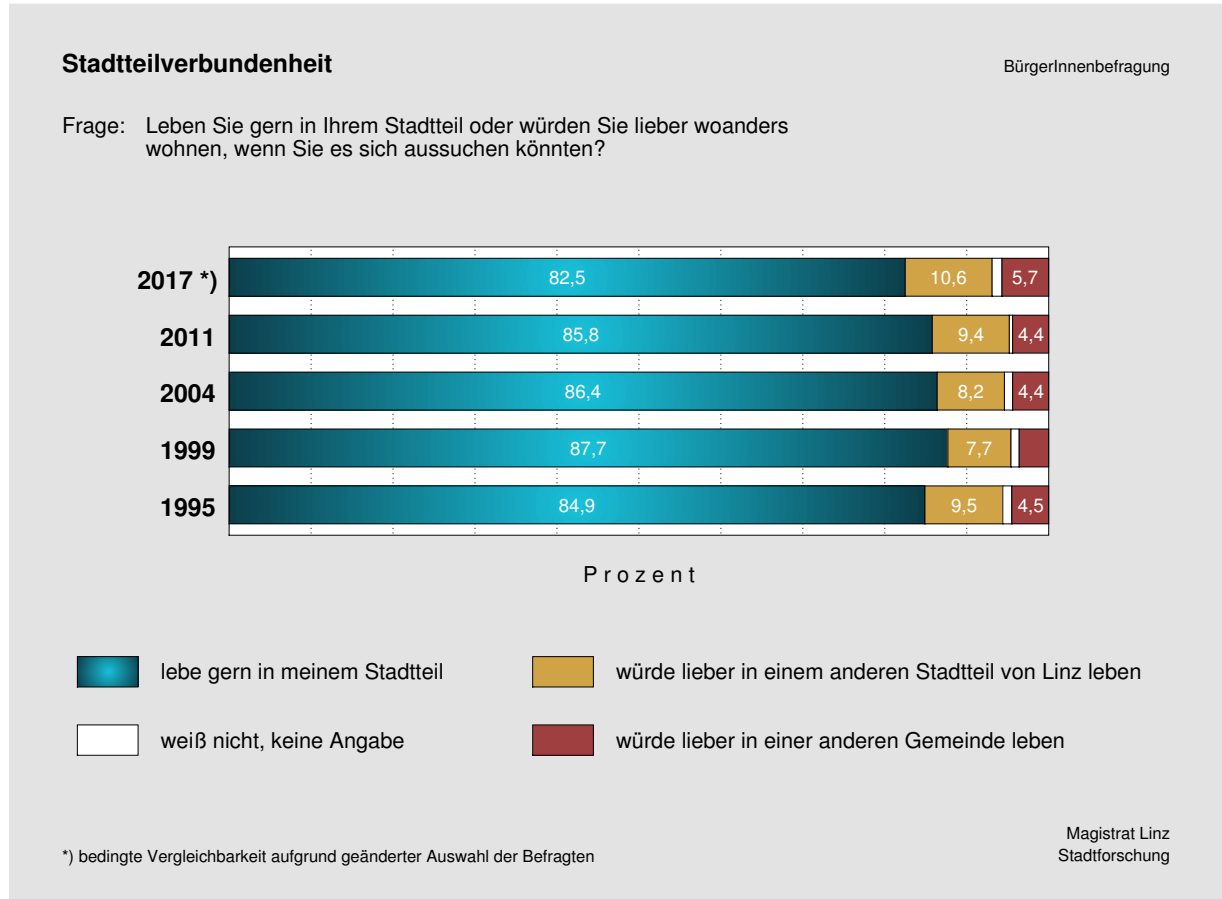 Stadtteilverbundenheit
BürgerInnenbefragung
Frage: Leben Sie gern in Ihrem Stadtteil oder würden Sie lieber woanders
wohnen, wenn Sie es sich aussuchen könnten?
2017 *) 82,5 10,6 5,7
2011 85,8 9,4 4,4
2004 86,4 8,2 4,4
1999 87,7 7,7
1995 84,9 9,5 4,5
Prozent
lebe gern in meinem Stadtteil
würde lieber in einem anderen Stadtteil von Linz leben
weiß nicht, keine Angabe
würde lieber in einer anderen Gemeinde leben
*) bedingte Vergleichbarkeit aufgrund geänderter Auswahl der Befragten
Magistrat Linz
Stadtforschung